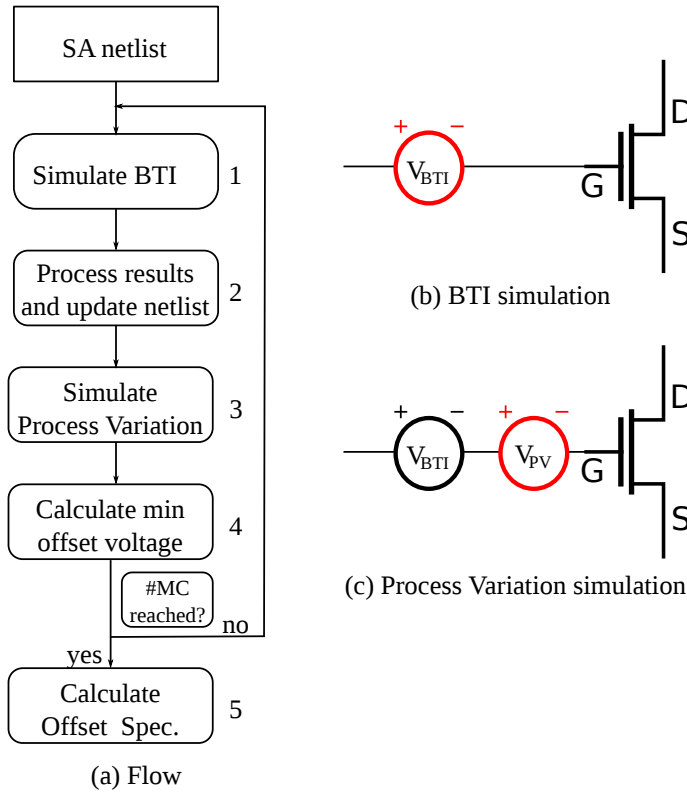 SA netlist
Simulate BTI
1
Process results
and update netlist
2
Simulate
Process Variation
3
Calculate min
offset voltage
4
#MC
reached?
no
yes
Calculate
Offset Spec.
5
(a) Flow
+ −
VBTI
G
D
S
(b) BTI simulation
+ − + −
VBTI VPV
G
D
S
(c) Process Variation simulation